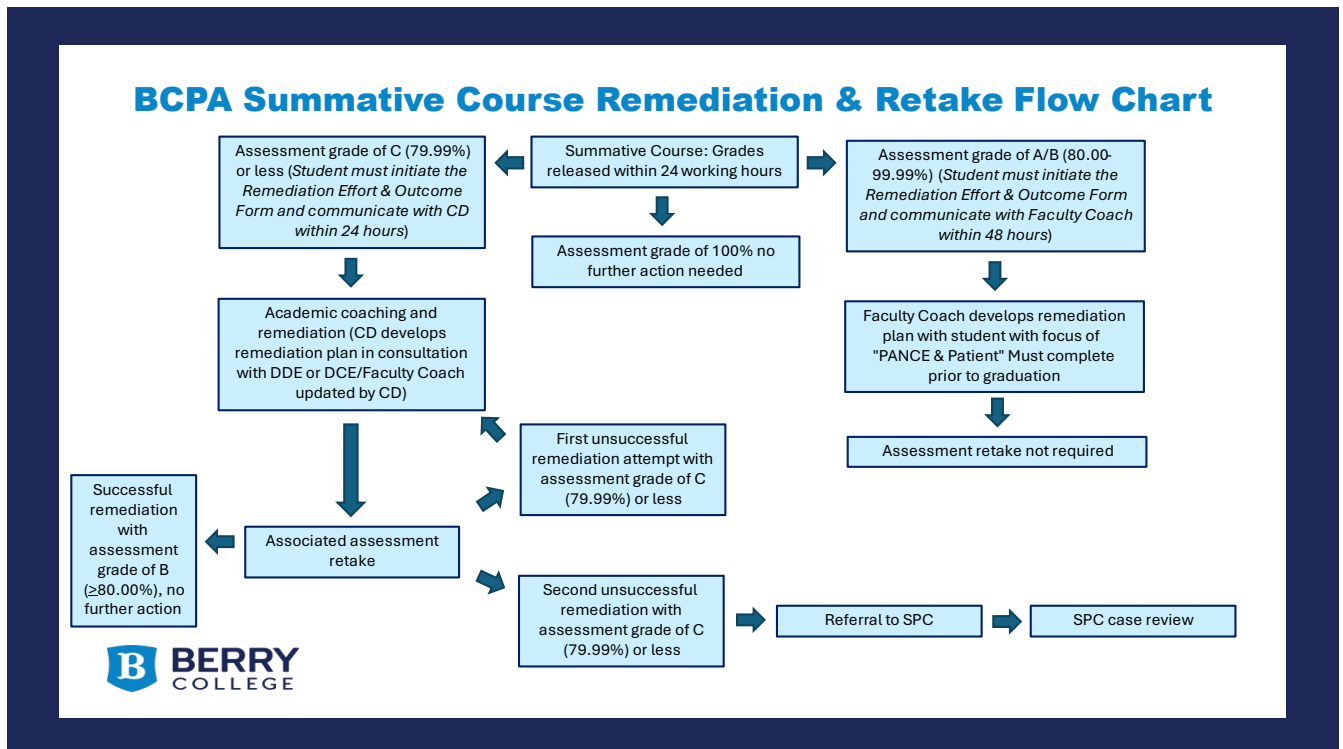 BCPA Summative Course Remediation & Retake Flow Chart
Assessment grade of C (79.99%)
or less (Student must initiate the
Remediation Effort & Outcome
Form and communicate with CD
within 24 hours)
Summative Course: Grades
released within 24 working hours
Assessment grade of A/B (80.00-
99.99%) (Student must initiate the
Remediation Effort & Outcome Form
and communicate with Faculty Coach
within 48 hours)
Assessment grade of 100% no
further action needed
Academic coaching and
remediation (CD develops
remediation plan in consultation
with DDE or DCE/Faculty Coach
updated by CD)
Faculty Coach develops remediation
plan with student with focus of
"PANCE & Patient" Must complete
prior to graduation
First unsuccessful
remediation attempt with
assessment grade of C
(79.99%) or less
Assessment retake not required
Successful
remediation
with
assessment
grade of B
(≥80.00%), no
further action
Associated assessment
retake
Second unsuccessful
remediation with
assessment grade of C
(79.99%) or less
Referral to SPC
SPC case review
B
BERRY
COLLEGE